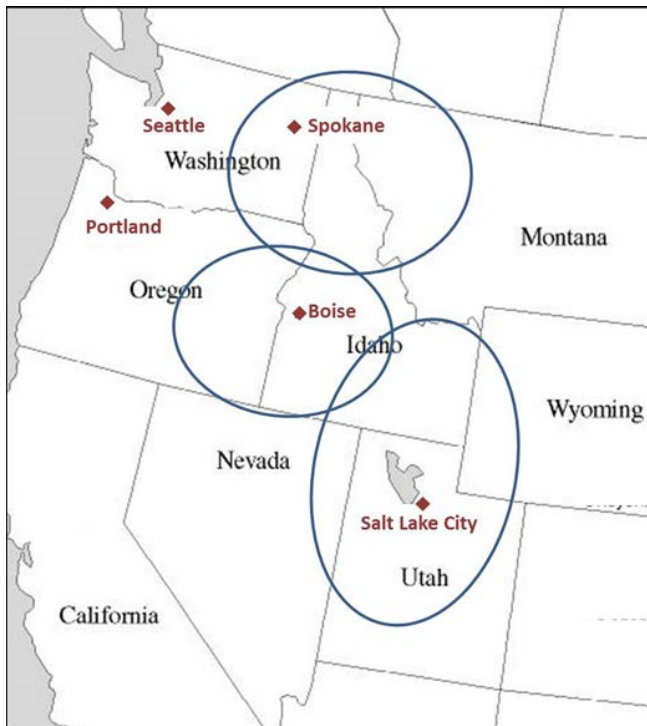 Seattle
Spokane
Washington
Portland
Montana
Oregon
Boise
Idaho
Wyoming
Nevada
Salt Lake City
Utah
California